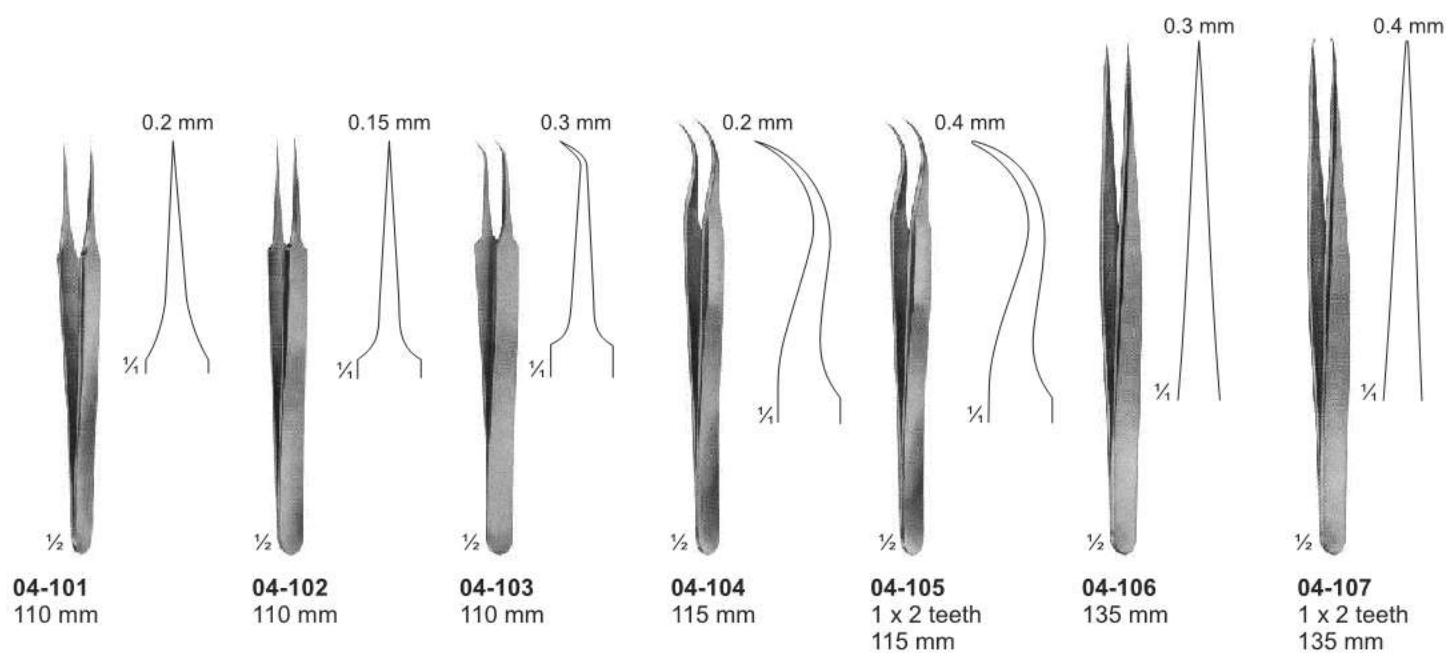 0.3 mm
0.4 mm
0.2 mm
0.15 mm
0.3 mm
0.2 mm
0.4 mm
¹⁄₁
¹⁄₁
¹⁄₁
¹⁄₁
¹⁄₁
¹⁄₁
¹⁄₁
½
½
½
½
½
½
½
04-101
110 mm
04-102
110 mm
04-103
110 mm
04-104
115 mm
04-105
1 x 2 teeth
115 mm
04-106
135 mm
04-107
1 x 2 teeth
135 mm